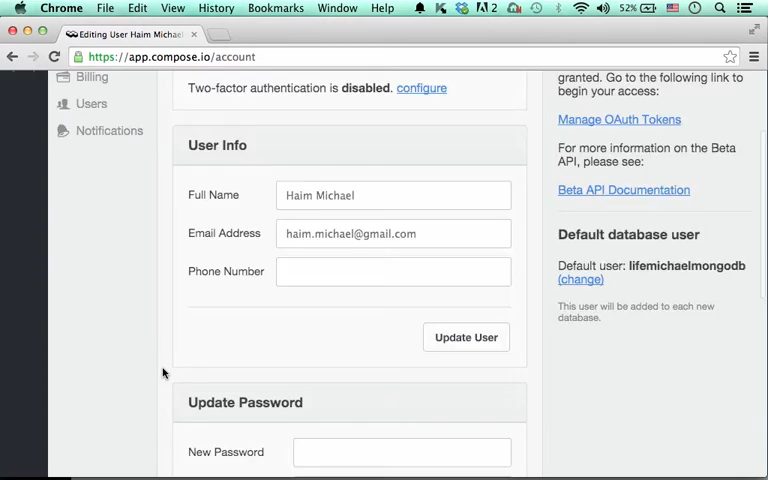 Chrome File Edit View History Bookmarks Window Help 2 52%
Editing User Haim Michael
https://app.compose.io/account
Billing
Users
Notifications
Two-factor authentication is disabled. configure
User Info
Full Name Haim Michael
Email Address haim.michael@gmail.com
Phone Number
Update User
Update Password
New Password
granted. Go to the following link to
begin your access:
Manage OAuth Tokens
For more information on the Beta
API, please see:
Beta API Documentation
Default database user
Default user: lifemichaelmongodb
(change)
This user will be added to each new
database.